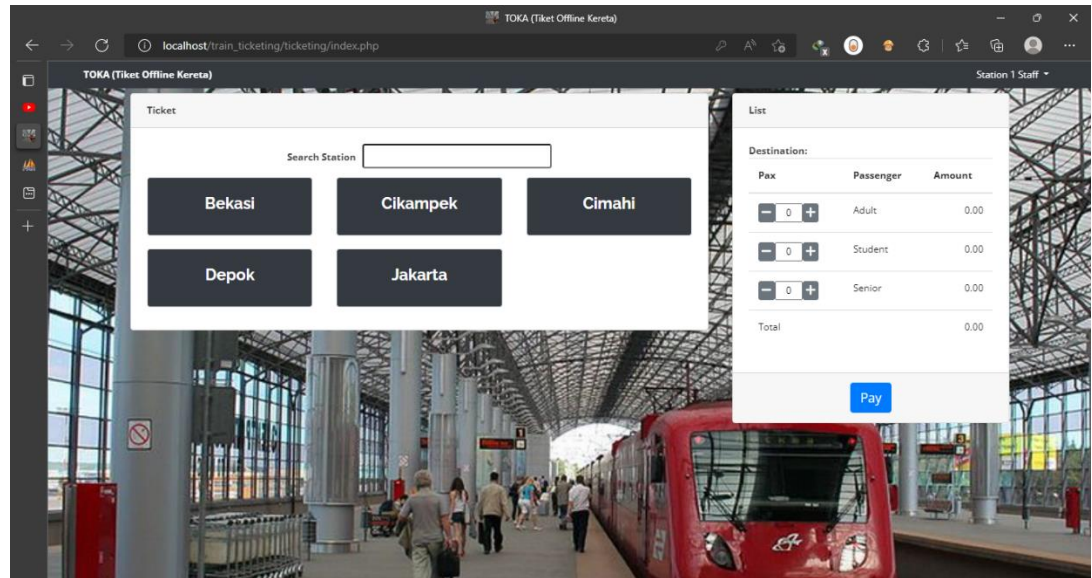 TOKA (Tiket Offline Kereta)
localhost/train_ticketing/ticketing/index.php
TOKA (Tiket Offline Kereta)
Station 1 Staff
Ticket
Search Station
Bekasi
Cikampek
Cimahi
Depok
Jakarta
List
Destination:
Pax Passenger Amount
0 Adult 0.00
0 Student 0.00
0 Senior 0.00
Total 0.00
Pay
1
3